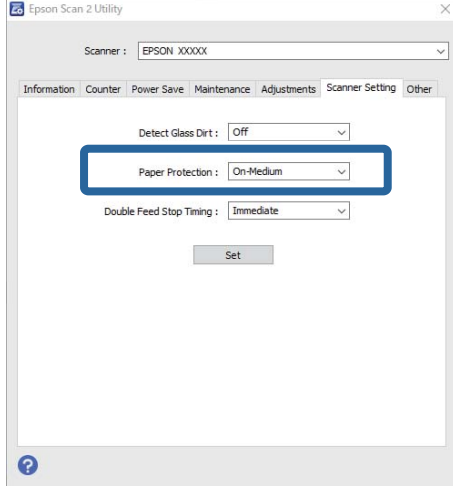 Epson Scan 2 Utility
Scanner : EPSON XXXXX
Information Counter Power Save Maintenance Adjustments Scanner Setting Other
Detect Glass Dirt : Off
Paper Protection : On-Medium
Double Feed Stop Timing : Immediate
Set
?